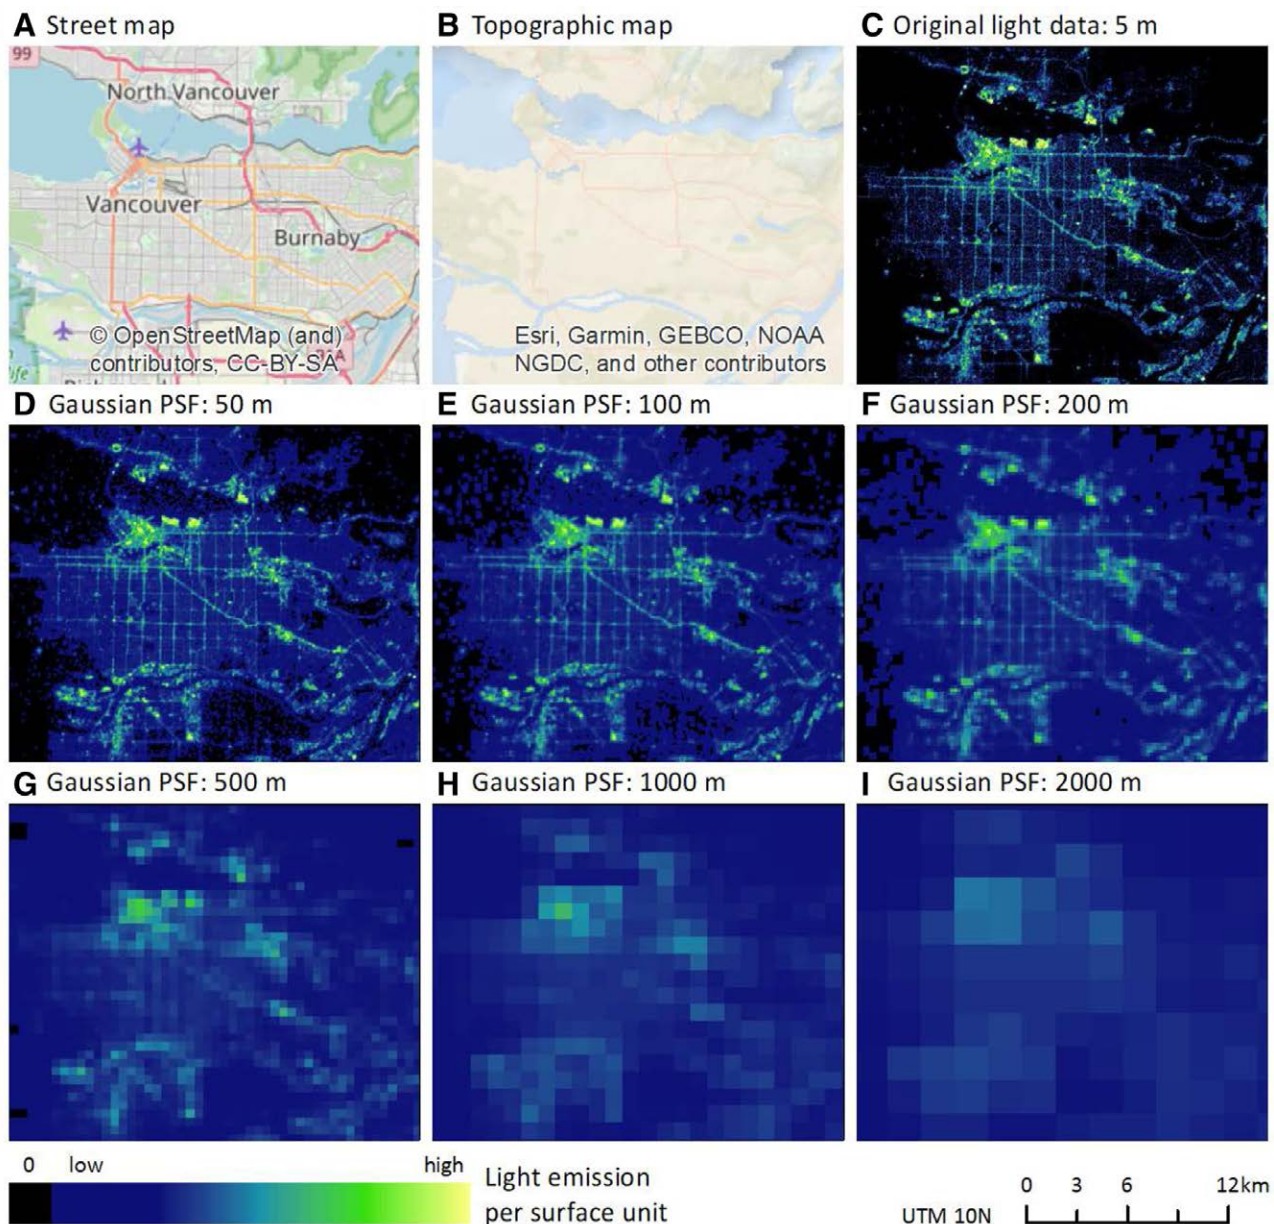 A Street map
B Topographic map
C Original light data: 5 m
99
North Vancouver
Vancouver
Burnaby
© OpenStreetMap (and)
contributors, CC-BY-SA
Esri, Garmin, GEBCO, NOAA
NGDC, and other contributors
D Gaussian PSF: 50 m
E Gaussian PSF: 100 m
F Gaussian PSF: 200 m
G Gaussian PSF: 500 m
H Gaussian PSF: 1000 m
I Gaussian PSF: 2000 m
0 low high
Light emission
per surface unit
0 3 6 12km
UTM 10N